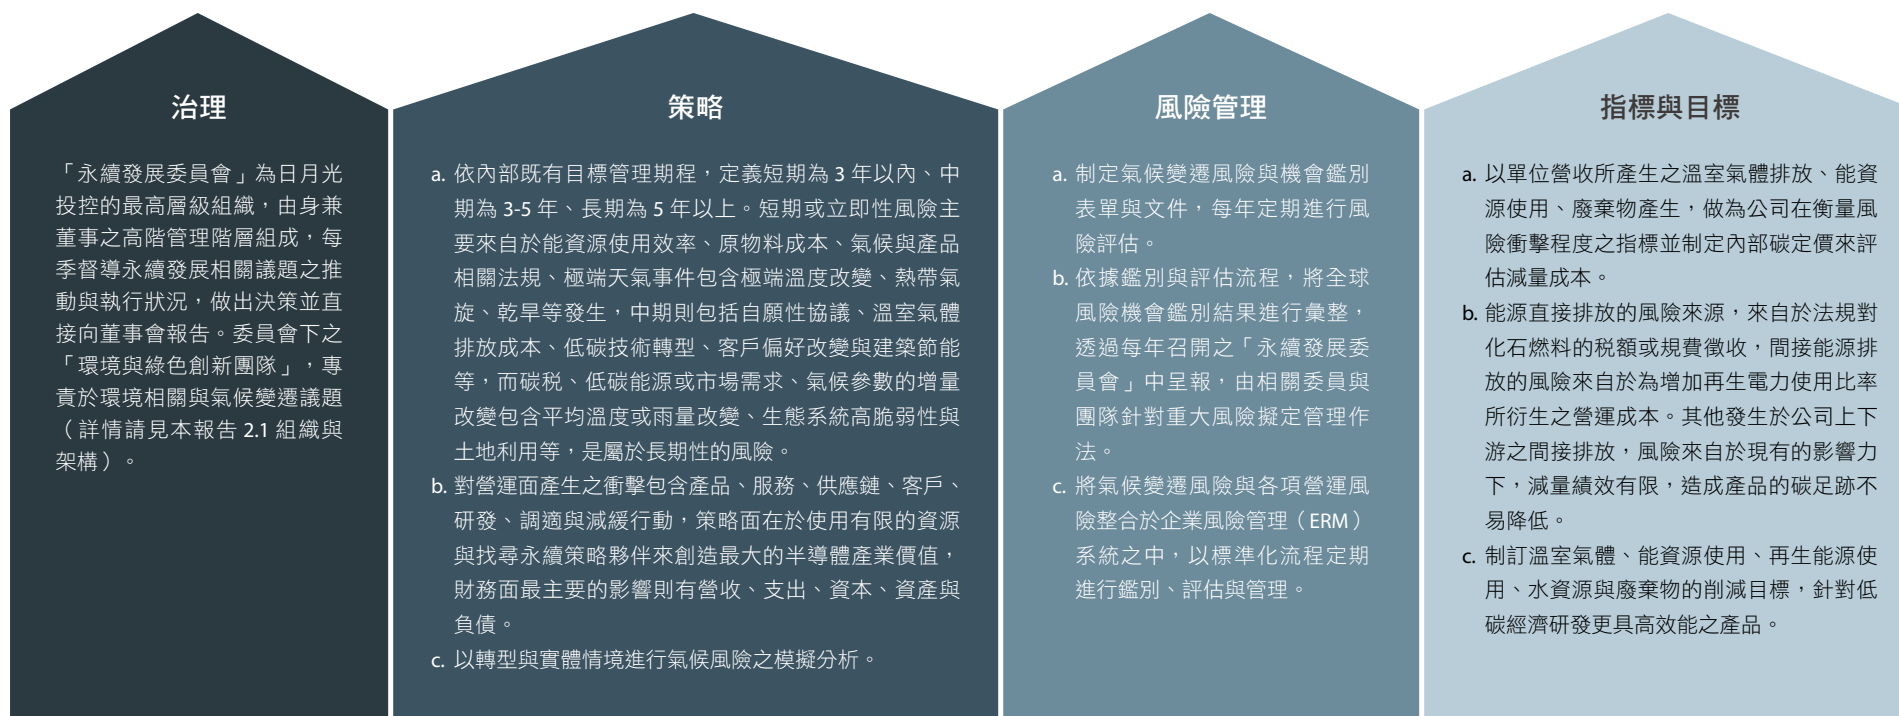 治理
「永續發展委員會」為日月光
投控的最高層級組織，由身兼
董事之高階管理階層組成，每
季督導永續發展相關議題之推
動與執行狀況，做出決策並直
接向董事會報告。委員會下之
「環境與綠色創新團隊」，專
責於環境相關與氣候變遷議題
（詳情請見本報告 2.1 組織與
架構）。
策略
a. 依內部既有目標管理期程，定義短期為 3 年以內、中
期為 3-5 年、長期為 5 年以上。短期或立即性風險主
要來自於能資源使用效率、原物料成本、氣候與產品
相關法規、極端天氣事件包含極端溫度改變、熱帶氣
旋、乾旱等發生，中期則包括自願性協議、溫室氣體
排放成本、低碳技術轉型、客戶偏好改變與建築節能
等，而碳税、低碳能源或市場需求、氣候參數的增量
改變包含平均溫度或雨量改變、生態系統高脆弱性與
土地利用等，是屬於長期性的風險。
b. 對營運面產生之衝擊包含產品、服務、供應鏈、客戶、
研發、調適與減緩行動，策略面在於使用有限的資源
與找尋永續策略夥伴來創造最大的半導體產業價值，
財務面最主要的影響則有營收、支出、資本、資產與
負債。
c. 以轉型與實體情境進行氣候風險之模擬分析。
風險管理
a. 制定氣候變遷風險與機會鑑別
表單與文件，每年定期進行風
險評估。
b. 依據鑑別與評估流程，將全球
風險機會鑑別結果進行彙整，
透過每年召開之「永續發展委
員會」中呈報，由相關委員與
團隊針對重大風險擬定管理作
法。
c. 將氣候變遷風險與各項營運風
險整合於企業風險管理（ERM）
系統之中，以標準化流程定期
進行鑑別、評估與管理。
指標與目標
a. 以單位營收所產生之溫室氣體排放、能資
源使用、廢棄物產生，做為公司在衡量風
險衝擊程度之指標並制定內部碳定價來評
估減量成本。
b. 能源直接排放的風險來源，來自於法規對
化石燃料的税額或規費徵收，間接能源排
放的風險來自於為增加再生電力使用比率
所衍生之營運成本。其他發生於公司上下
游之間接排放，風險來自於現有的影響力
下，減量績效有限，造成產品的碳足跡不
易降低。
c. 制訂溫室氣體、能資源使用、再生能源使
用、水資源與廢棄物的削減目標，針對低
碳經濟研發更具高效能之產品。